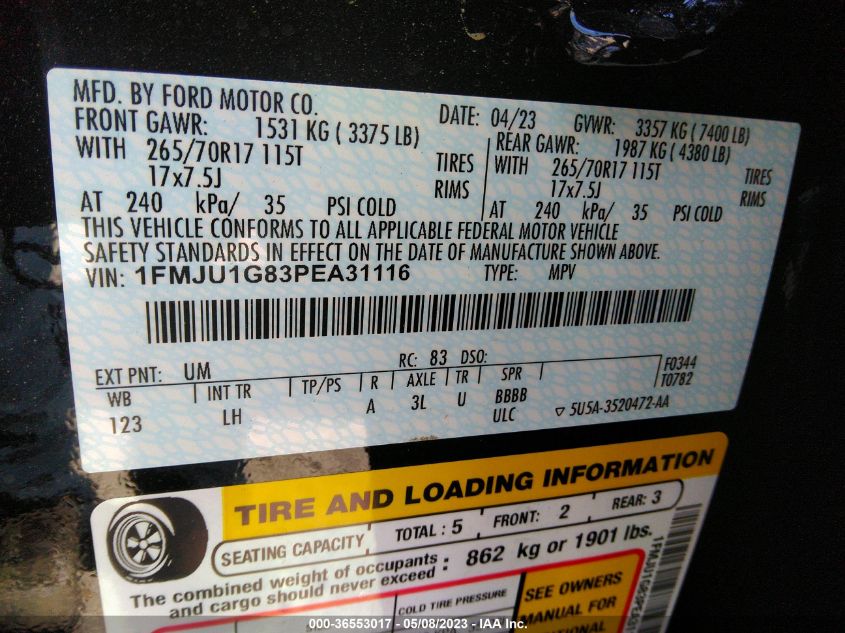 MFD. BY FORD MOTOR CO.
DATE: 04/23 GVWR: 3357 KG ( 7400 LB)
FRONT GAWR: 1531 KG ( 3375 LB) REAR GAWR: 1987 KG ( 4380 LB)
WITH 265/70R17 115T TIRES WITH 265/70R17 115T TIRES
17x7.5J RIMS 17x7.5J RIMS
AT 240 kPa/ 35 PSI COLD AT 240 kPa/ 35 PSI COLD
THIS VEHICLE CONFORMS TO ALL APPLICABLE FEDERAL MOTOR VEHICLE
SAFETY STANDARDS IN EFFECT ON THE DATE OF MANUFACTURE SHOWN ABOVE.
VIN: 1FMJU1G83PEA31116 TYPE: MPV
EXT PNT: UM RC: 83 DSO:
WB INT TR TP/PS R AXLE TR SPR F0344
123 LH A 3L U BBBB T0782
ULC ▽ 5U5A-3520472-AA
TIRE AND LOADING INFORMATION
SEATING CAPACITY TOTAL : 5 FRONT: 2 REAR: 3
The combined weight of occupants : 862 kg or 1901 lbs.
and cargo should never exceed
COLD TIRE PRESSURE SEE OWNERS
MANUAL FOR
000-36553017 - 05/08/2023 - IAA Inc.